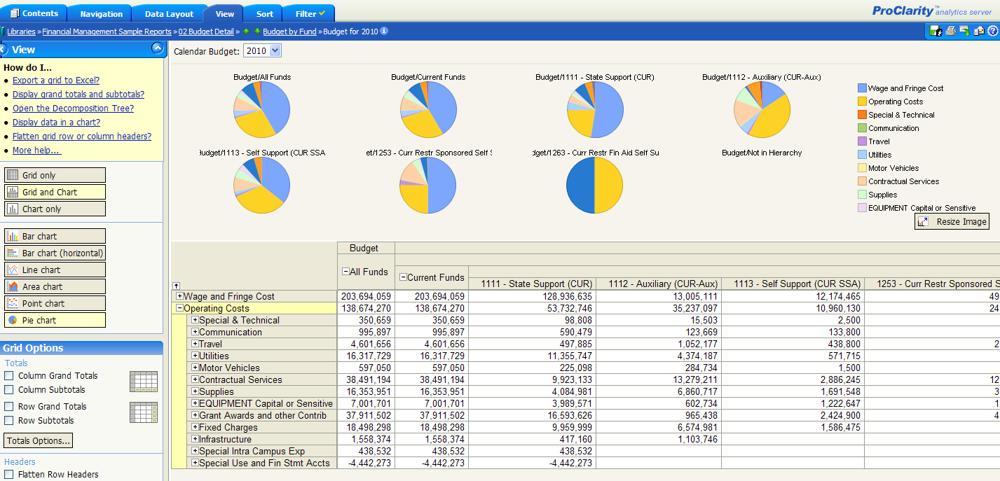 Contents Navigation Data Layout View Sort Filter ProClarity™ analytics server
Libraries » Financial Management Sample Reports » 02 Budget Detail » Budget by Fund » Budget for 2010
View
How do I...
• Export a grid to Excel?
• Display grand totals and subtotals?
• Open the Decomposition Tree?
• Display data in a chart?
• Flatten grid row or column headers?
• More help...
Grid only
Grid and Chart
Chart only
Bar chart
Bar chart (horizontal)
Line chart
Area chart
Point chart
Pie chart
Grid Options
Totals
Column Grand Totals
Column Subtotals
Row Grand Totals
Row Subtotals
Totals Options...
Headers
Flatten Row Headers
Calendar Budget: 2010
Budget/All Funds Budget/Current Funds Budget/1111 - State Support (CUR) Budget/1112 - Auxiliary (CUR-Aux)
Budget/1113 - Self Support (CUR SSA et/1253 - Curr Restr Sponsored Self S dget/1263 - Curr Restr Fin Aid Self Su Budget/Not in Hierarchy
Wage and Fringe Cost
Operating Costs
Special & Technical
Communication
Travel
Utilities
Motor Vehicles
Contractual Services
Supplies
EQUIPMENT Capital or Sensitive
Resize Image
Budget
All Funds
Current Funds
1111 - State Support (CUR) 1112 - Auxiliary (CUR-Aux) 1113 - Self Support (CUR SSA) 1253 - Curr Restr Sponsored S
Wage and Fringe Cost 203,694,059 203,694,059 128,936,635 13,005,111 12,174,465 49
Operating Costs 138,674,270 138,674,270 53,732,746 35,237,097 10,960,130 24
Special & Technical 350,659 350,659 98,808 15,503 2,500
Communication 995,897 995,897 590,479 123,669 133,800
Travel 4,601,656 4,601,656 497,885 1,052,177 438,800 2
Utilities 16,317,729 16,317,729 11,355,747 4,374,187 571,715
Motor Vehicles 597,050 597,050 225,098 284,734 1,500
Contractual Services 38,491,194 38,491,194 9,923,133 13,279,211 2,886,245 12
Supplies 16,353,951 16,353,951 4,084,981 6,860,717 1,691,548 3
EQUIPMENT Capital or Sensitive 7,001,701 7,001,701 3,989,571 602,734 1,222,647 1
Grant Awards and other Contrib 37,911,502 37,911,502 16,593,626 965,438 2,424,900 4
Fixed Charges 18,498,298 18,498,298 9,959,999 6,574,981 1,586,475
Infrastructure 1,558,374 1,558,374 417,160 1,103,746
Special Intra Campus Exp 438,532 438,532 438,532
Special Use and Fin Stmt Accts -4,442,273 -4,442,273 -4,442,273